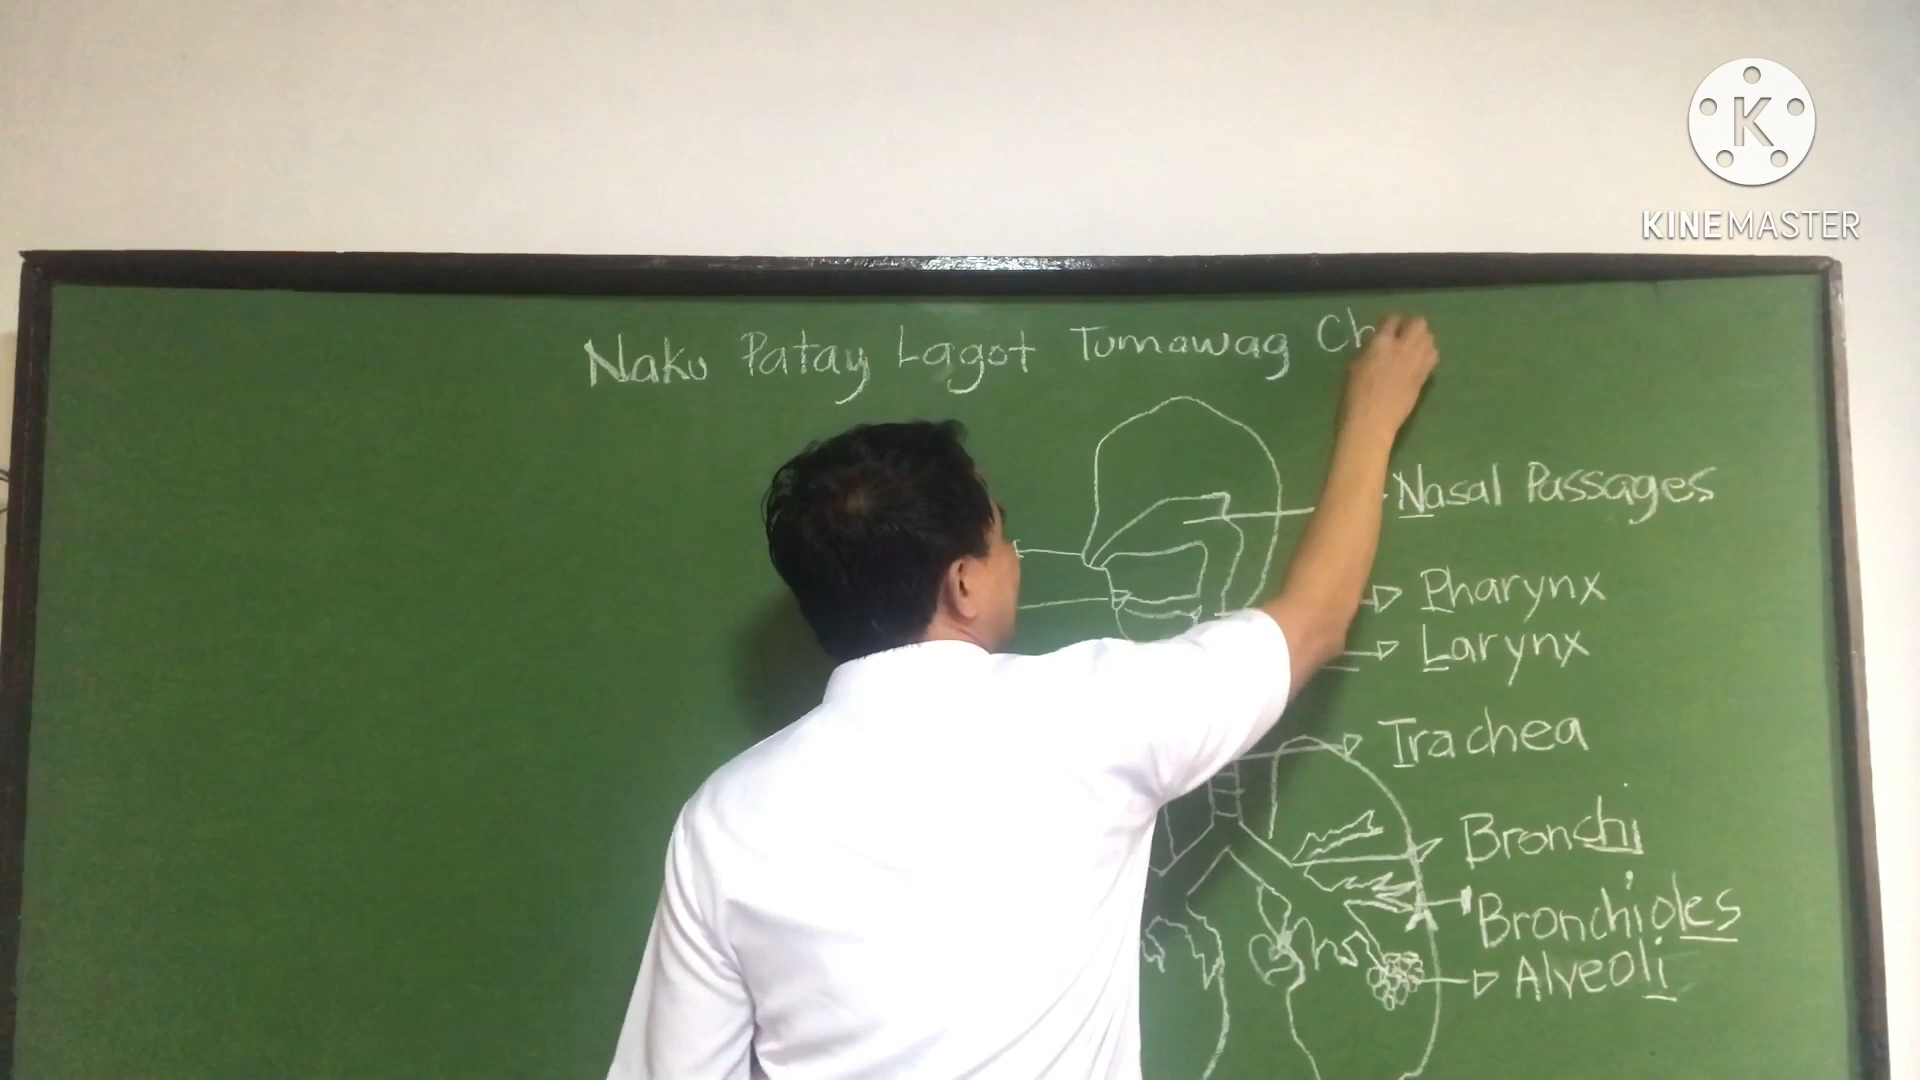 KINEMASTER
Naku Patay Lagot Tumawag Ch
Nasal Passages
Pharynx
Larynx
Trachea
Bronchi
Bronchioles
Alveoli